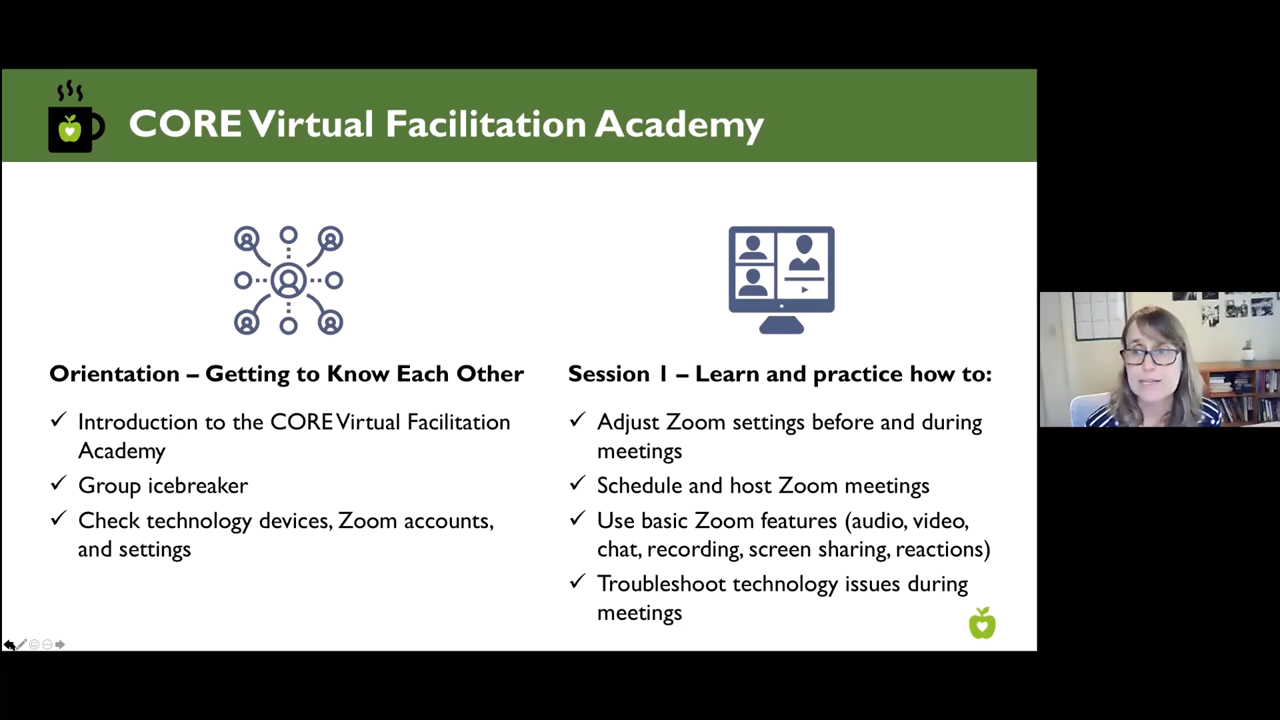 CORE Virtual Facilitation Academy
Orientation – Getting to Know Each Other
Introduction to the CORE Virtual Facilitation
Academy
Group icebreaker
Check technology devices, Zoom accounts,
and settings
Session 1 – Learn and practice how to:
Adjust Zoom settings before and during
meetings
Schedule and host Zoom meetings
Use basic Zoom features (audio, video,
chat, recording, screen sharing, reactions)
Troubleshoot technology issues during
meetings